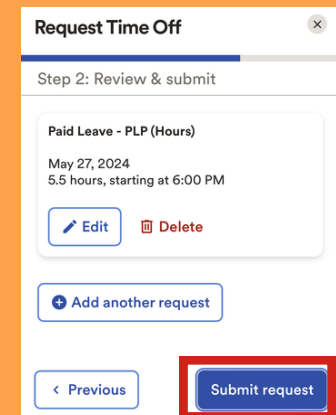 Request Time Off
Step 2: Review & submit
Paid Leave - PLP (Hours)
May 27, 2024
5.5 hours, starting at 6:00 PM
Edit
Delete
Add another request
Previous
Submit request